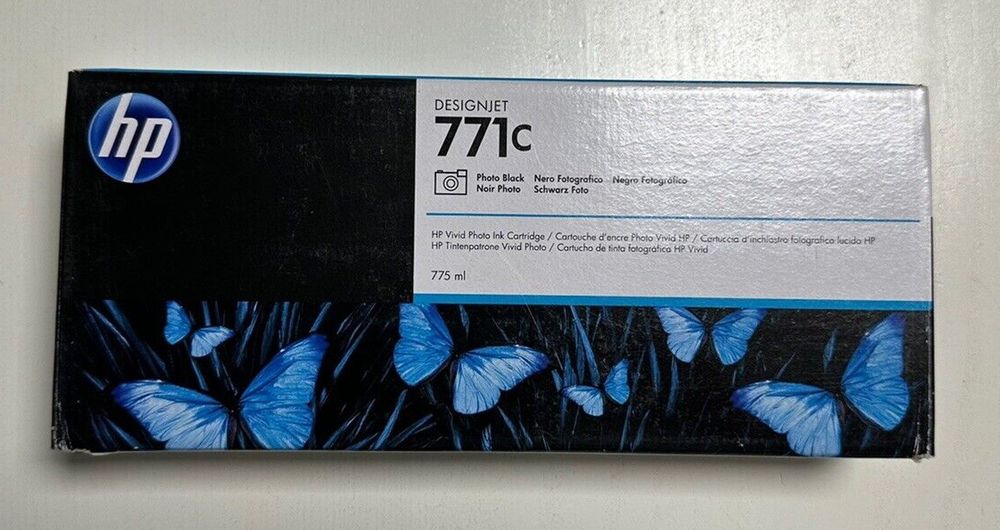 hp
DESIGNJET
771C
Photo Black Nero Fotografico Negro Fotográfico
Noir Photo Schwarz Foto
HP Vivid Photo Ink Cartridge / Cartouche d'encre Photo Vivid HP / Cartuccia d'inchiostro fotografica lucido HP
HP Tintenpatrone Vivid Photo / Cartucho de tinta fotográfica HP Vivid
775 ml